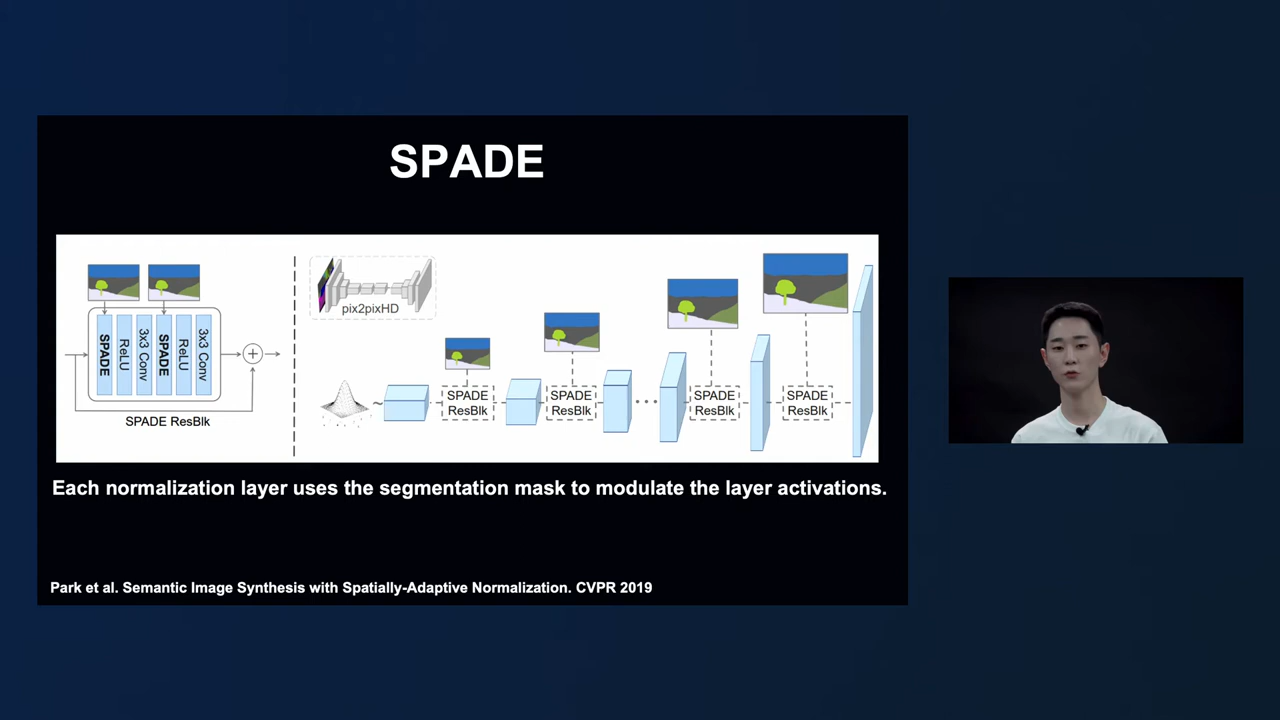 SPADE
SPADE
ReLU
3x3 Conv
SPADE
ReLU
3x3 Conv
+
SPADE ResBlk
pix2pixHD
~
SPADE
ResBlk
SPADE
ResBlk
...
SPADE
ResBlk
SPADE
ResBlk
Each normalization layer uses the segmentation mask to modulate the layer activations.
Park et al. Semantic Image Synthesis with Spatially-Adaptive Normalization. CVPR 2019